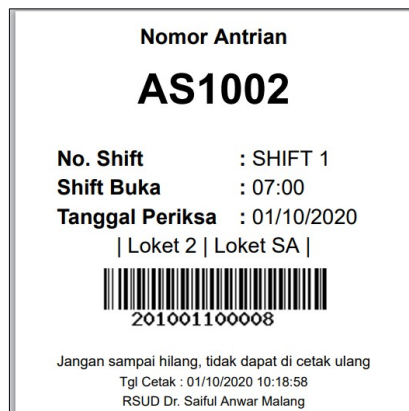 Nomor Antrian
AS1002
No. Shift : SHIFT 1
Shift Buka : 07:00
Tanggal Periksa : 01/10/2020
| Loket 2 | Loket SA |
201001100008
Jangan sampai hilang, tidak dapat di cetak ulang
Tgl Cetak : 01/10/2020 10:18:58
RSUD Dr. Saiful Anwar Malang